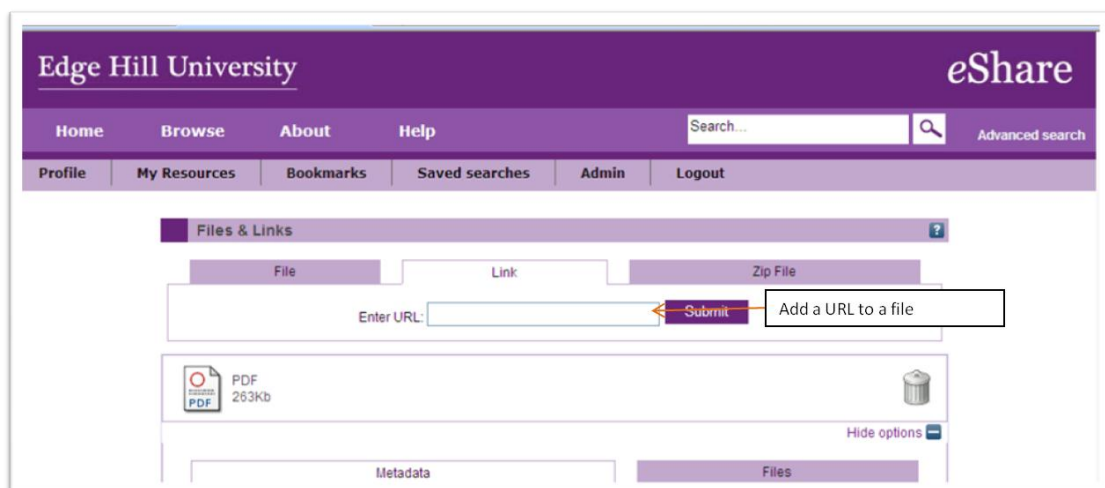 Edge Hill University
eShare
Home Browse About Help Search... Advanced search
Profile My Resources Bookmarks Saved searches Admin Logout
Files & Links ?
File Link Zip File
Enter URL: Submit Add a URL to a file
PDF
PDF
263Kb
Hide options
Metadata Files